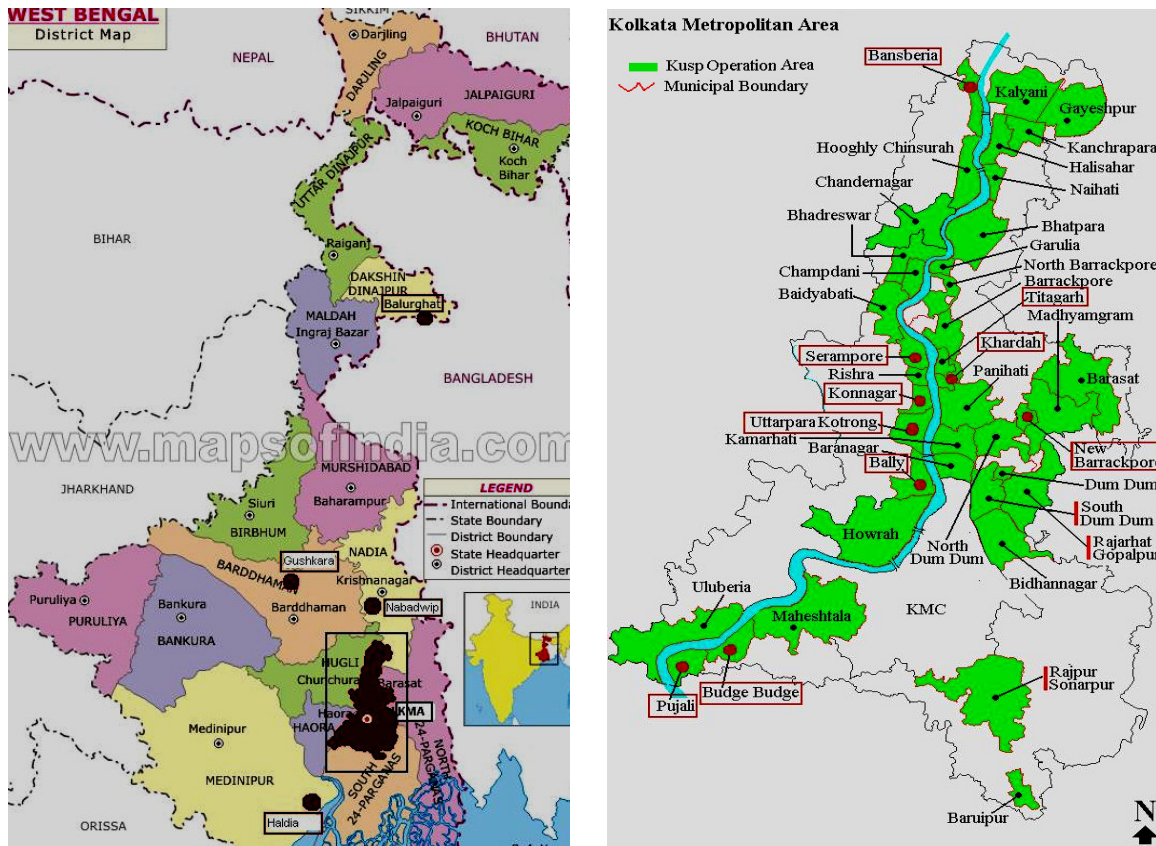 WEST BENGAL
District Map
SIKKIM
Darjling
DARJLING
BHUTAN
NEPAL
JALPAIGURI
Jalpaiguri
KOCH BIHAR
Koch
Bihar
UTTAR DINAJPUR
BIHAR
Raiganj
DAKSHIN
DINAJPUR
Balurghat
MALDAH
Ingraj Bazar
BANGLADESH
www.mapsofindia.com
MURSHIDABAD
Baharampur
JHARKHAND
Siuri
BIRBHUM
LEGEND
International Bounda
State Boundary
District Boundary
State Headquarter
District Headquarter
NADIA
Gushkara
Krishnanagar
BARDDHAMAN
Barddhaman
Nabadwip
Puruliya
PURULIYA
Bankura
BANKURA
INDIA
HUGLI
Chunchura
Barasat
KMA
Haora
HAORA
Medinipur
MEDINIPUR
NORTH
24-PARGANAS
SOUTH
24-PARGANAS
Haldia
ORISSA
Kolkata Metropolitan Area
Kusp Operation Area
Municipal Boundary
Bansberia
Kalyani
Gayeshpur
Kanchrapara
Hooghly Chinsurah
Halisahar
Chandernagar
Naihati
Bhadreswar
Bhatpara
Garulia
Champdani
North Barrackpore
Barrackpore
Baidyabati
Titagarh
Madhyamgram
Serampore
Khardah
Rishra
Panihati
Barasat
Konnagar
Uttarpara Kotrong
Kamarhati
Baranagar
New
Barrackpore
Bally
Dum Dum
South
Dum Dum
Howrah
North
Dum Dum
Rajarhat
Gopalpur
Bidhannagar
Uluberia
KMC
Maheshtala
Rajpur
Sonarpur
Pujali
Budge Budge
Baruipur
N